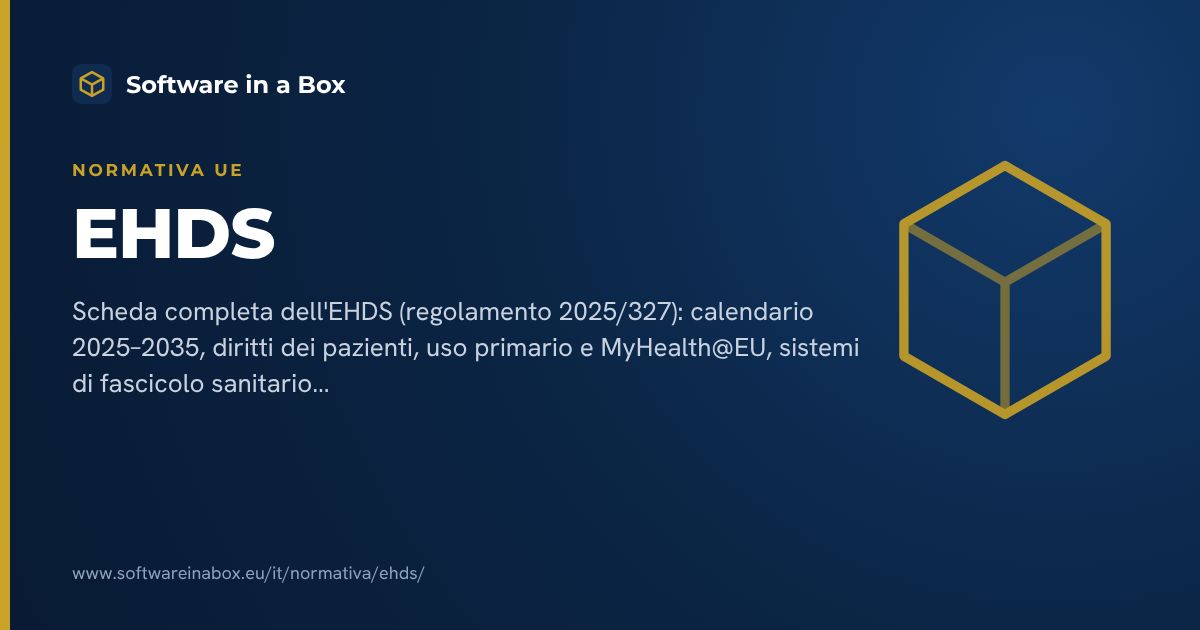 Software in a Box
NORMATIVA UE
EHDS
Scheda completa dell'EHDS (regolamento 2025/327): calendario
2025–2035, diritti dei pazienti, uso primario e MyHealth@EU, sistemi
di fascicolo sanitario...
www.softwareinabox.eu/it/normativa/ehds/